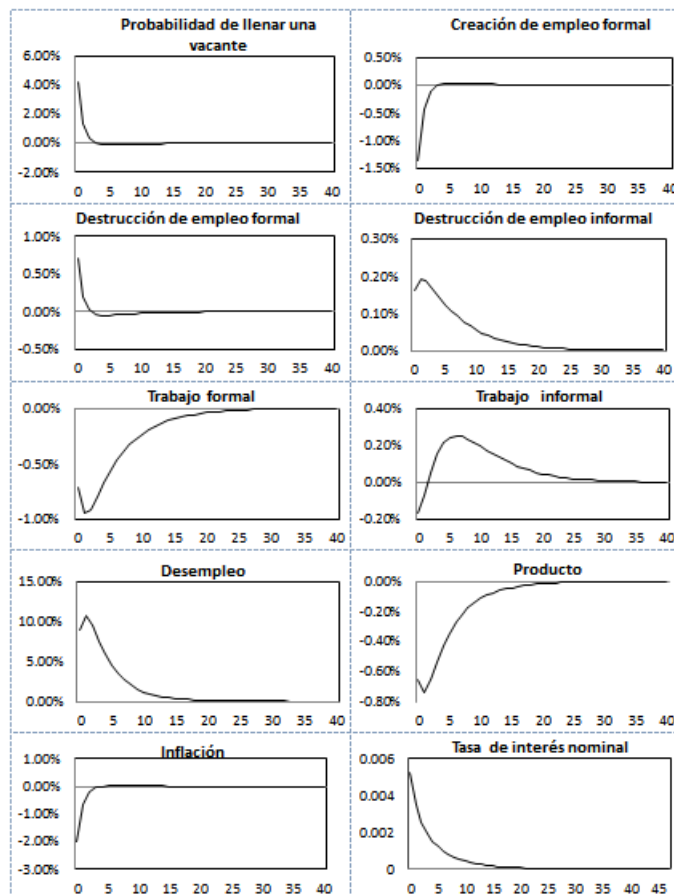 Probabilidad de llenar una
vacante
6.00%
4.00%
2.00%
0.00%
-2.00%
0 5 10 15 20 25 30 35 40
Creación de empleo formal
0.50%
0.00%
-0.50%
-1.00%
-1.50%
0 5 10 15 20 25 30 35 40
Destrucción de empleo formal
1.00%
0.50%
0.00%
-0.50%
0 5 10 15 20 25 30 35 40
Destrucción de empleo informal
0.30%
0.20%
0.10%
0.00%
0 5 10 15 20 25 30 35 40
Trabajo formal
0.00%
-0.50%
-1.00%
0 5 10 15 20 25 30 35 40
Trabajo informal
0.40%
0.20%
0.00%
-0.20%
0 5 10 15 20 25 30 35 40
Desempleo
15.00%
10.00%
5.00%
0.00%
0 5 10 15 20 25 30 35 40
Producto
0.00%
-0.20%
-0.40%
-0.60%
-0.80%
0 5 10 15 20 25 30 35 40
Inflación
1.00%
0.00%
-1.00%
-2.00%
-3.00%
0 5 10 15 20 25 30 35 40
Tasa de interés nominal
0.006
0.004
0.002
0
0 5 10 15 20 25 30 35 40 45